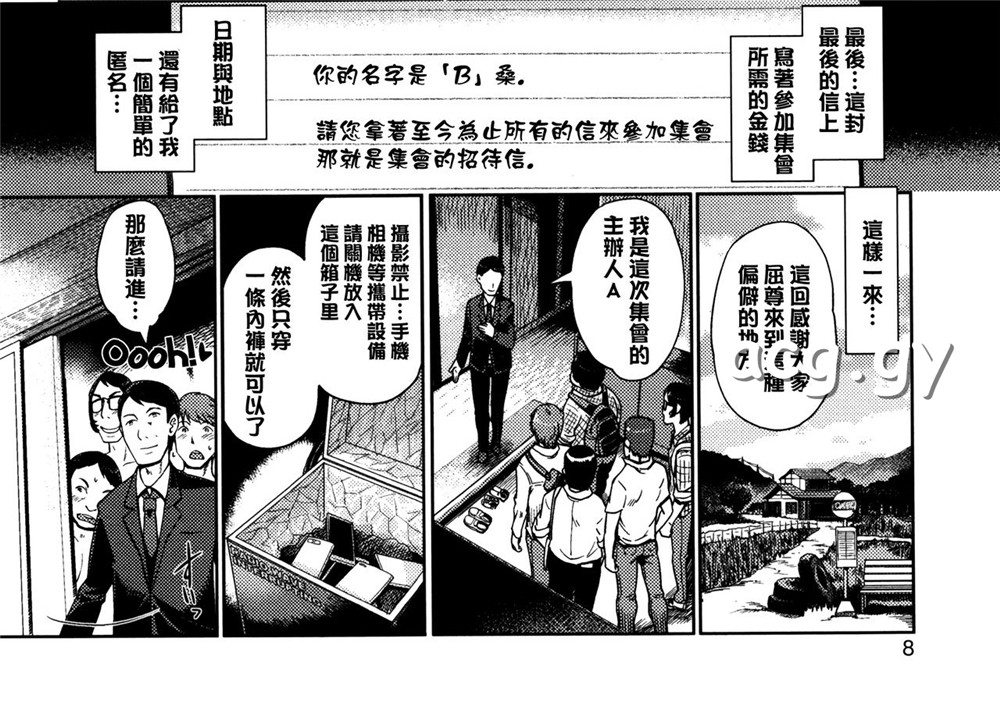 最後…這封
最後的信上
寫著參加集會
所需的金錢
你的名字是「B」桑。
請您拿著至今為止所有的信來參加集會
那就是集會的招待信。
日期與地點
還有給了我
一個簡單的
匿名…
這樣一來…
這回感謝大家
屈尊來到這種
偏僻的地方
我是這次集會的
主辦人A
攝影禁止…手機
相機等攜帶設備
請關機放入
這個箱子里
然後只穿
一條內褲就可以了
那麼請進…
Oooh!
acg.gy
8